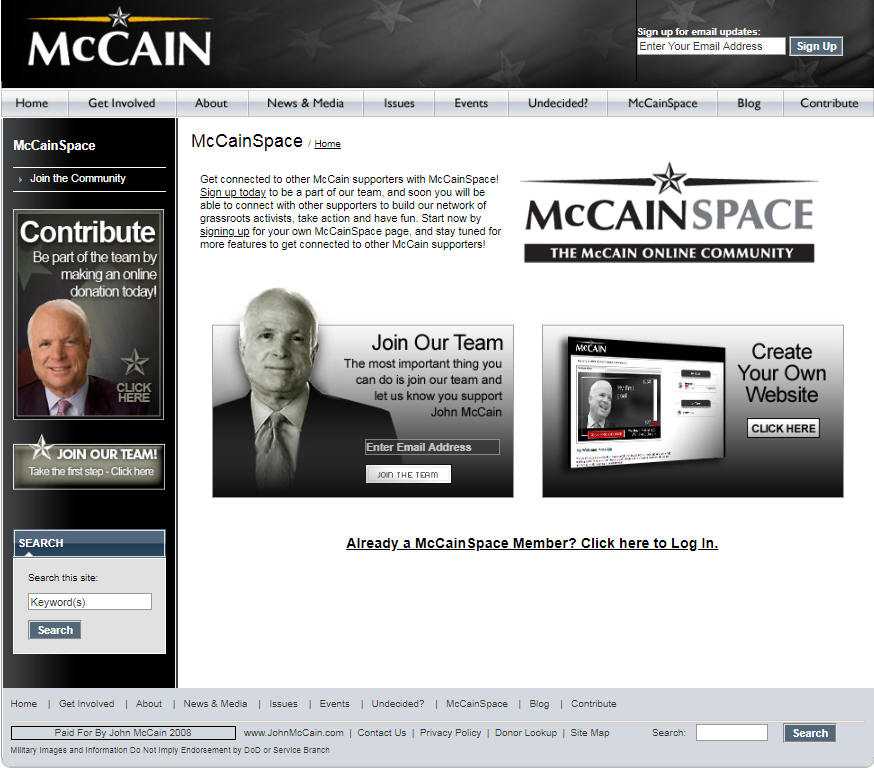 McCAIN
Sign up for email updates:
Enter Your Email Address
Sign Up
Home
Get Involved
About
News & Media
Issues
Events
Undecided?
McCainSpace
Blog
Contribute
McCainSpace
Join the Community
Contribute
Be part of the team by
making an online
donation today!
CLICK
HERE
JOIN OUR TEAM!
Take the first step - Click here
SEARCH
Search this site:
Keyword(s)
Search
McCainSpace / Home
Get connected to other McCain supporters with McCainSpace!
Sign up today to be a part of our team, and soon you will be
able to connect with other supporters to build our network of
grassroots activists, take action and have fun. Start now by
signing up for your own McCainSpace page, and stay tuned for
more features to get connected to other McCain supporters!
McCAINSPACE
THE McCAIN ONLINE COMMUNITY
Join Our Team
The most important thing you
can do is join our team and
let us know you support
John McCain
Enter Email Address
JOIN THE TEAM
McCAIN
My first
goal
Create
Your Own
Website
CLICK HERE
Already a McCainSpace Member? Click here to Log In.
Home | Get Involved | About | News & Media | Issues | Events | Undecided? | McCainSpace | Blog | Contribute
Paid For By John McCain 2008
www.JohnMcCain.com | Contact Us | Privacy Policy | Donor Lookup | Site Map
Search:
Search
Military Images and Information Do Not Imply Endorsement by DoD or Service Branch